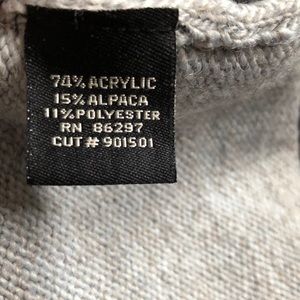 74% ACRYLIC
15% ALPACA
11% POLYESTER
RN 86297
CUT # 901501